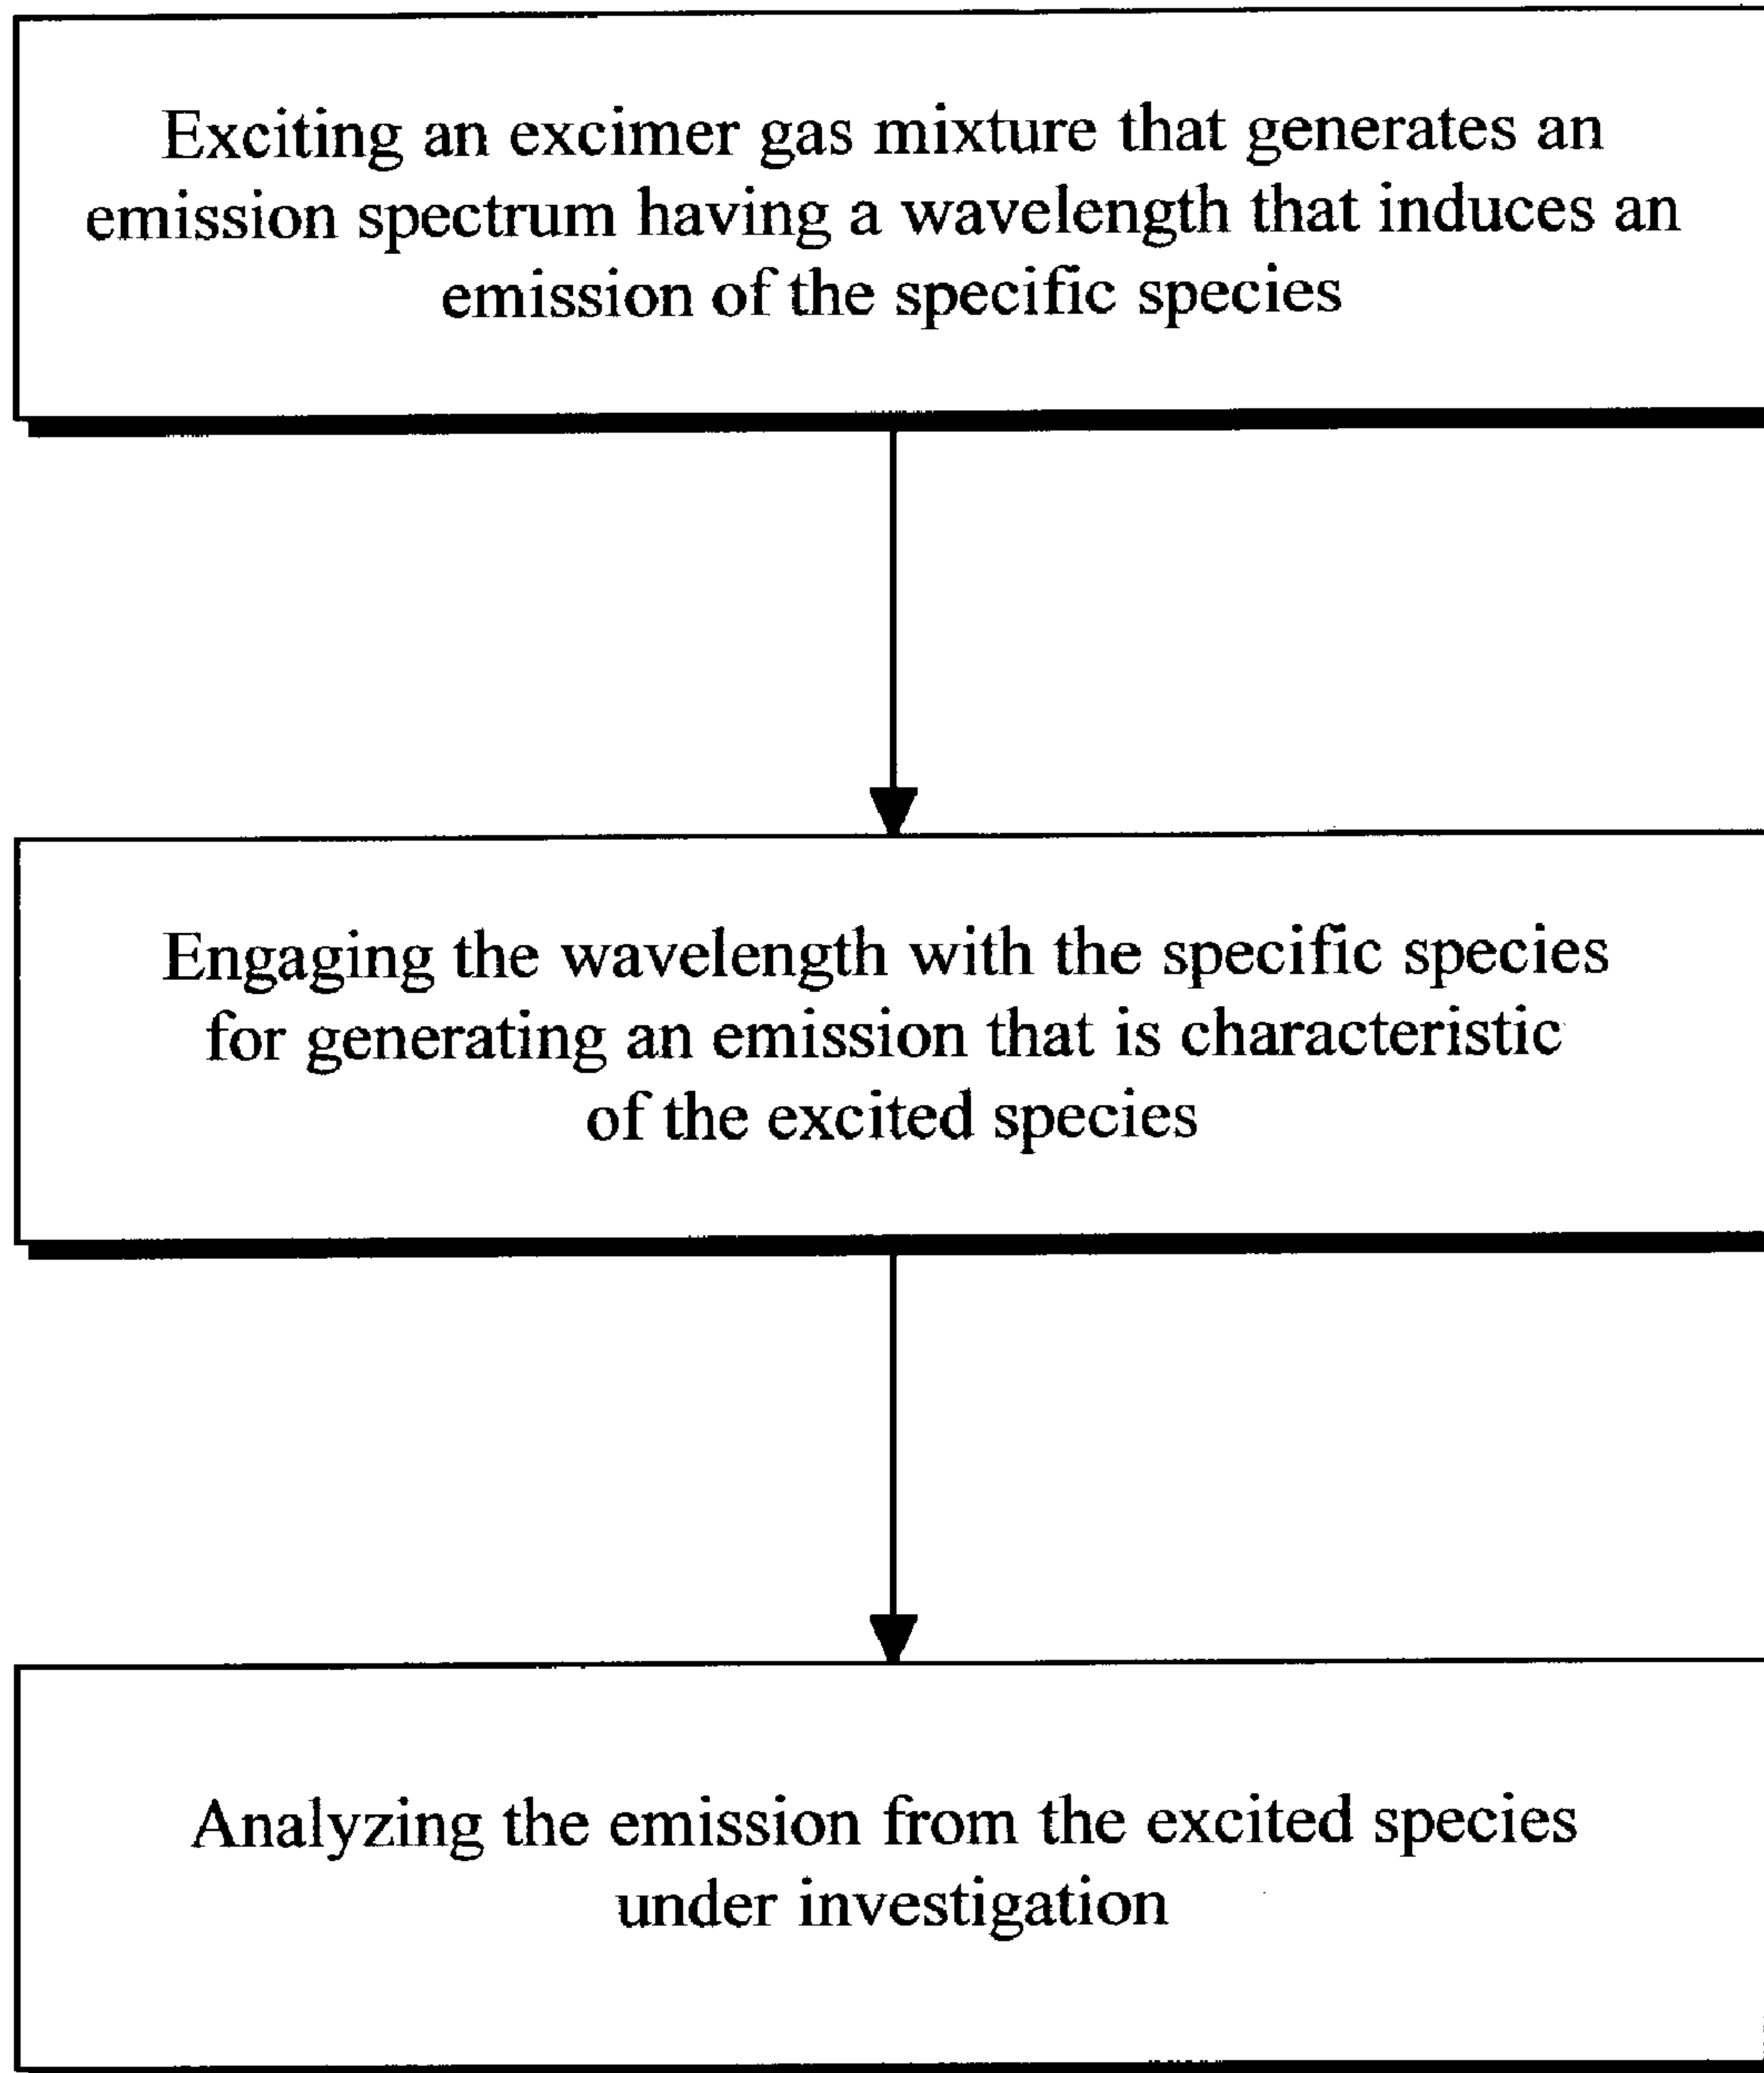 Exciting an excimer gas mixture that generates an
emission spectrum having a wavelength that induces an
emission of the specific species
Engaging the wavelength with the specific species
for generating an emission that is characteristic
of the excited species
Analyzing the emission from the excited species
under investigation